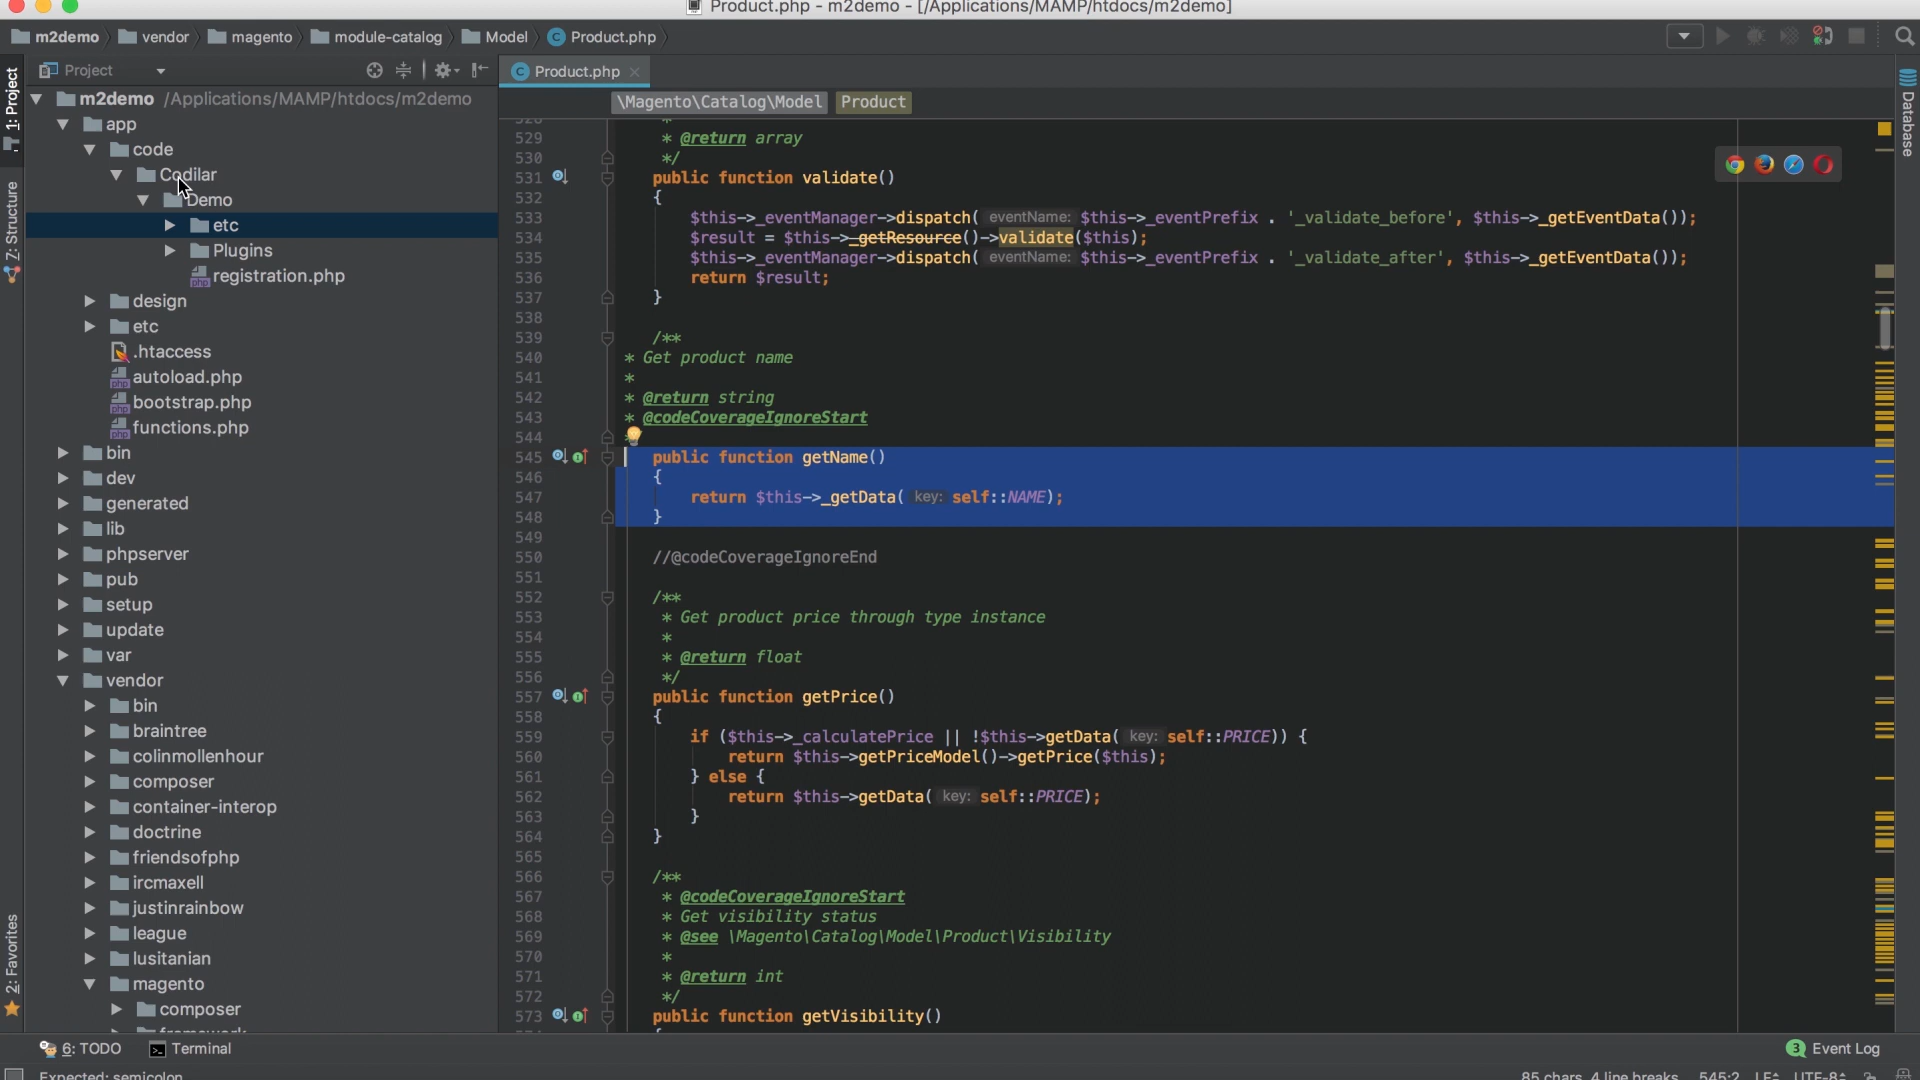 Product.php - m2demo - [/Applications/MAMP/htdocs/m2demo]
m2demo vendor magento module-catalog Model Product.php
Project
Product.php
\Magento\Catalog\Model Product
1: Project
Z: Structure
2: Favorites
Database
m2demo /Applications/MAMP/htdocs/m2demo
app
code
Codilar
Demo
etc
Plugins
registration.php
design
etc
.htaccess
autoload.php
bootstrap.php
functions.php
bin
dev
generated
lib
phpserver
pub
setup
update
var
vendor
bin
braintree
colinmollenhour
composer
container-interop
doctrine
friendsofphp
ircmaxell
justinrainbow
league
lusitanian
magento
composer
framework
528 *
529 * @return array
530 */
531 public function validate()
532 {
533 $this->_eventManager->dispatch( eventName: $this->_eventPrefix . '_validate_before', $this->_getEventData());
534 $result = $this->_getResource()->validate($this);
535 $this->_eventManager->dispatch( eventName: $this->_eventPrefix . '_validate_after', $this->_getEventData());
536 return $result;
537 }
538
539 /**
540 * Get product name
541 *
542 * @return string
543 * @codeCoverageIgnoreStart
544
545 public function getName()
546 {
547 return $this->_getData( key: self::NAME);
548 }
549
550 //@codeCoverageIgnoreEnd
551
552 /**
553 * Get product price through type instance
554 *
555 * @return float
556 */
557 public function getPrice()
558 {
559 if ($this->_calculatePrice || !$this->getData( key: self::PRICE)) {
560 return $this->getPriceModel()->getPrice($this);
561 } else {
562 return $this->getData( key: self::PRICE);
563 }
564 }
565
566 /**
567 * @codeCoverageIgnoreStart
568 * Get visibility status
569 * @see \Magento\Catalog\Model\Product\Visibility
570 *
571 * @return int
572 */
573 public function getVisibility()
{
6: TODO Terminal
3 Event Log
Expected: semicolon
85 chars, 4 line breaks 545:2 LF UTF-8